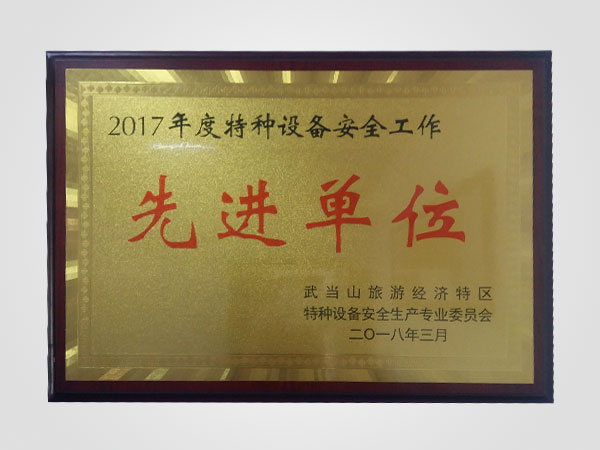 2017年度特种设备安全工作
先进单位
武当山旅游经济特区
特种设备安全生产专业委员会
二〇一八年三月